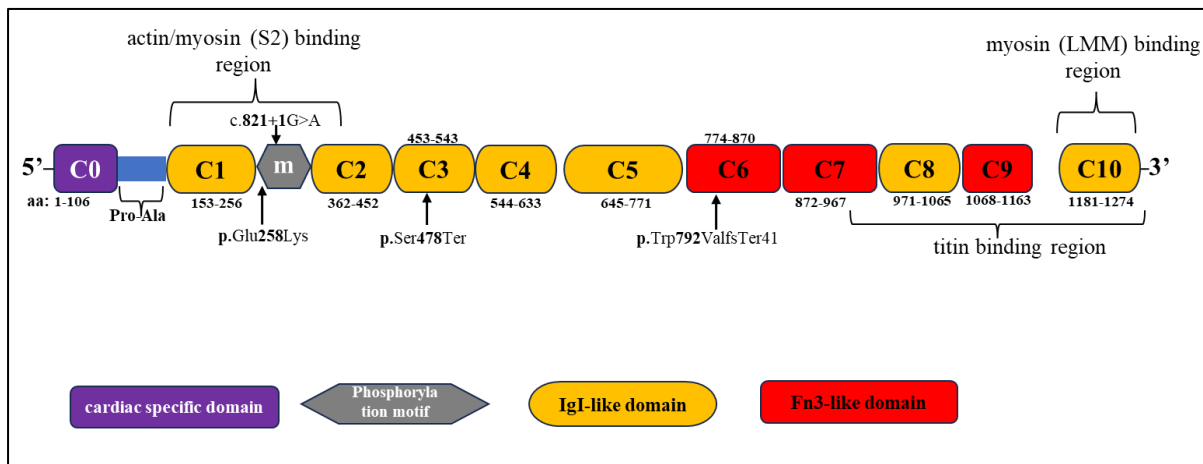 actin/myosin (S2) binding
region
myosin (LMM) binding
region
c.821+1G>A
453-543
774-870
5’
C0
C1
m
C2
C3
C4
C5
C6
C7
C8
C9
C10
3’
aa: 1-106
Pro-Ala
153-256
362-452
544-633
645-771
872-967
971-1065
1068-1163
1181-1274
p.Glu258Lys
p.Ser478Ter
p.Trp792ValfsTer41
titin binding region
cardiac specific domain
Phosphoryla
tion motif
IgI-like domain
Fn3-like domain